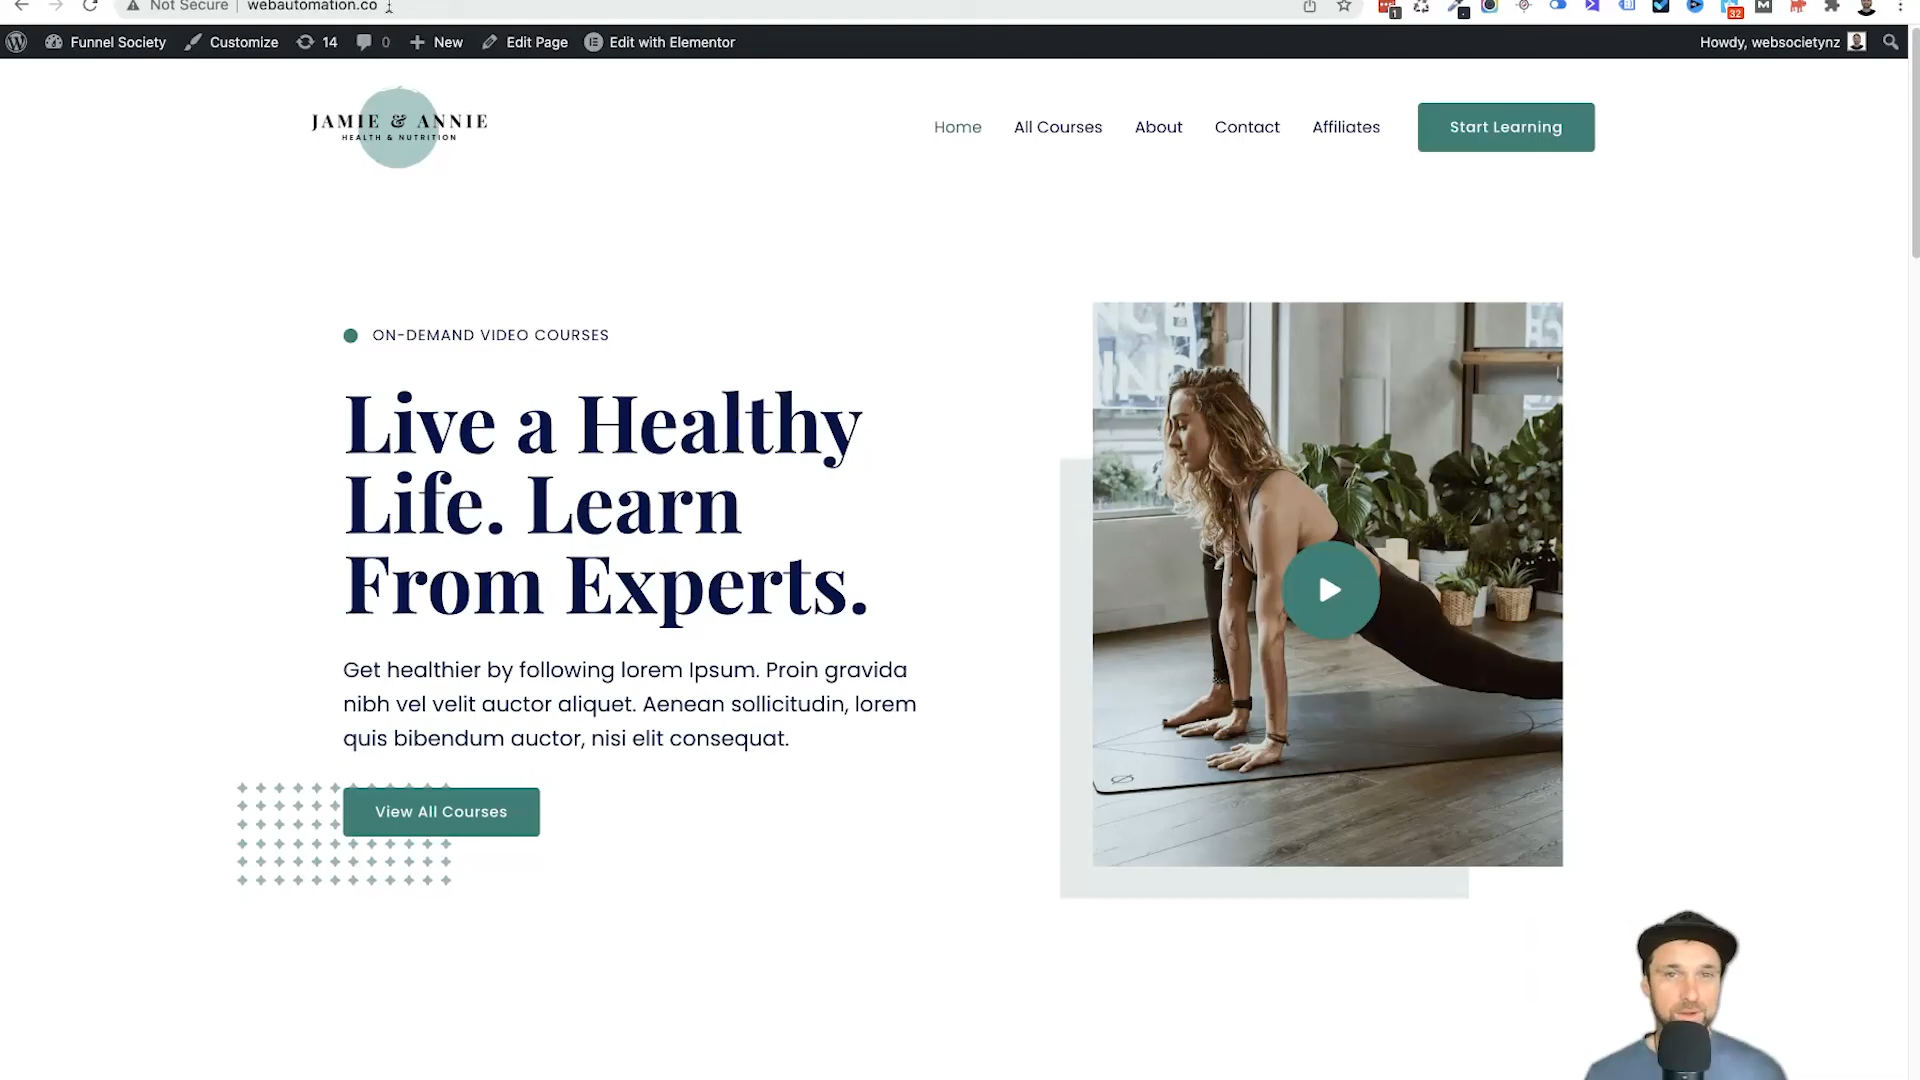 Not Secure | webautomation.co
1
32
Funnel Society
Customize
14
0
New
Edit Page
Edit with Elementor
Howdy, websocietynz
JAMIE & ANNIE
HEALTH & NUTRITION
Home
All Courses
About
Contact
Affiliates
Start Learning
ON-DEMAND VIDEO COURSES
Live a Healthy
Life. Learn
From Experts.
Get healthier by following lorem Ipsum. Proin gravida
nibh vel velit auctor aliquet. Aenean sollicitudin, lorem
quis bibendum auctor, nisi elit consequat.
View All Courses